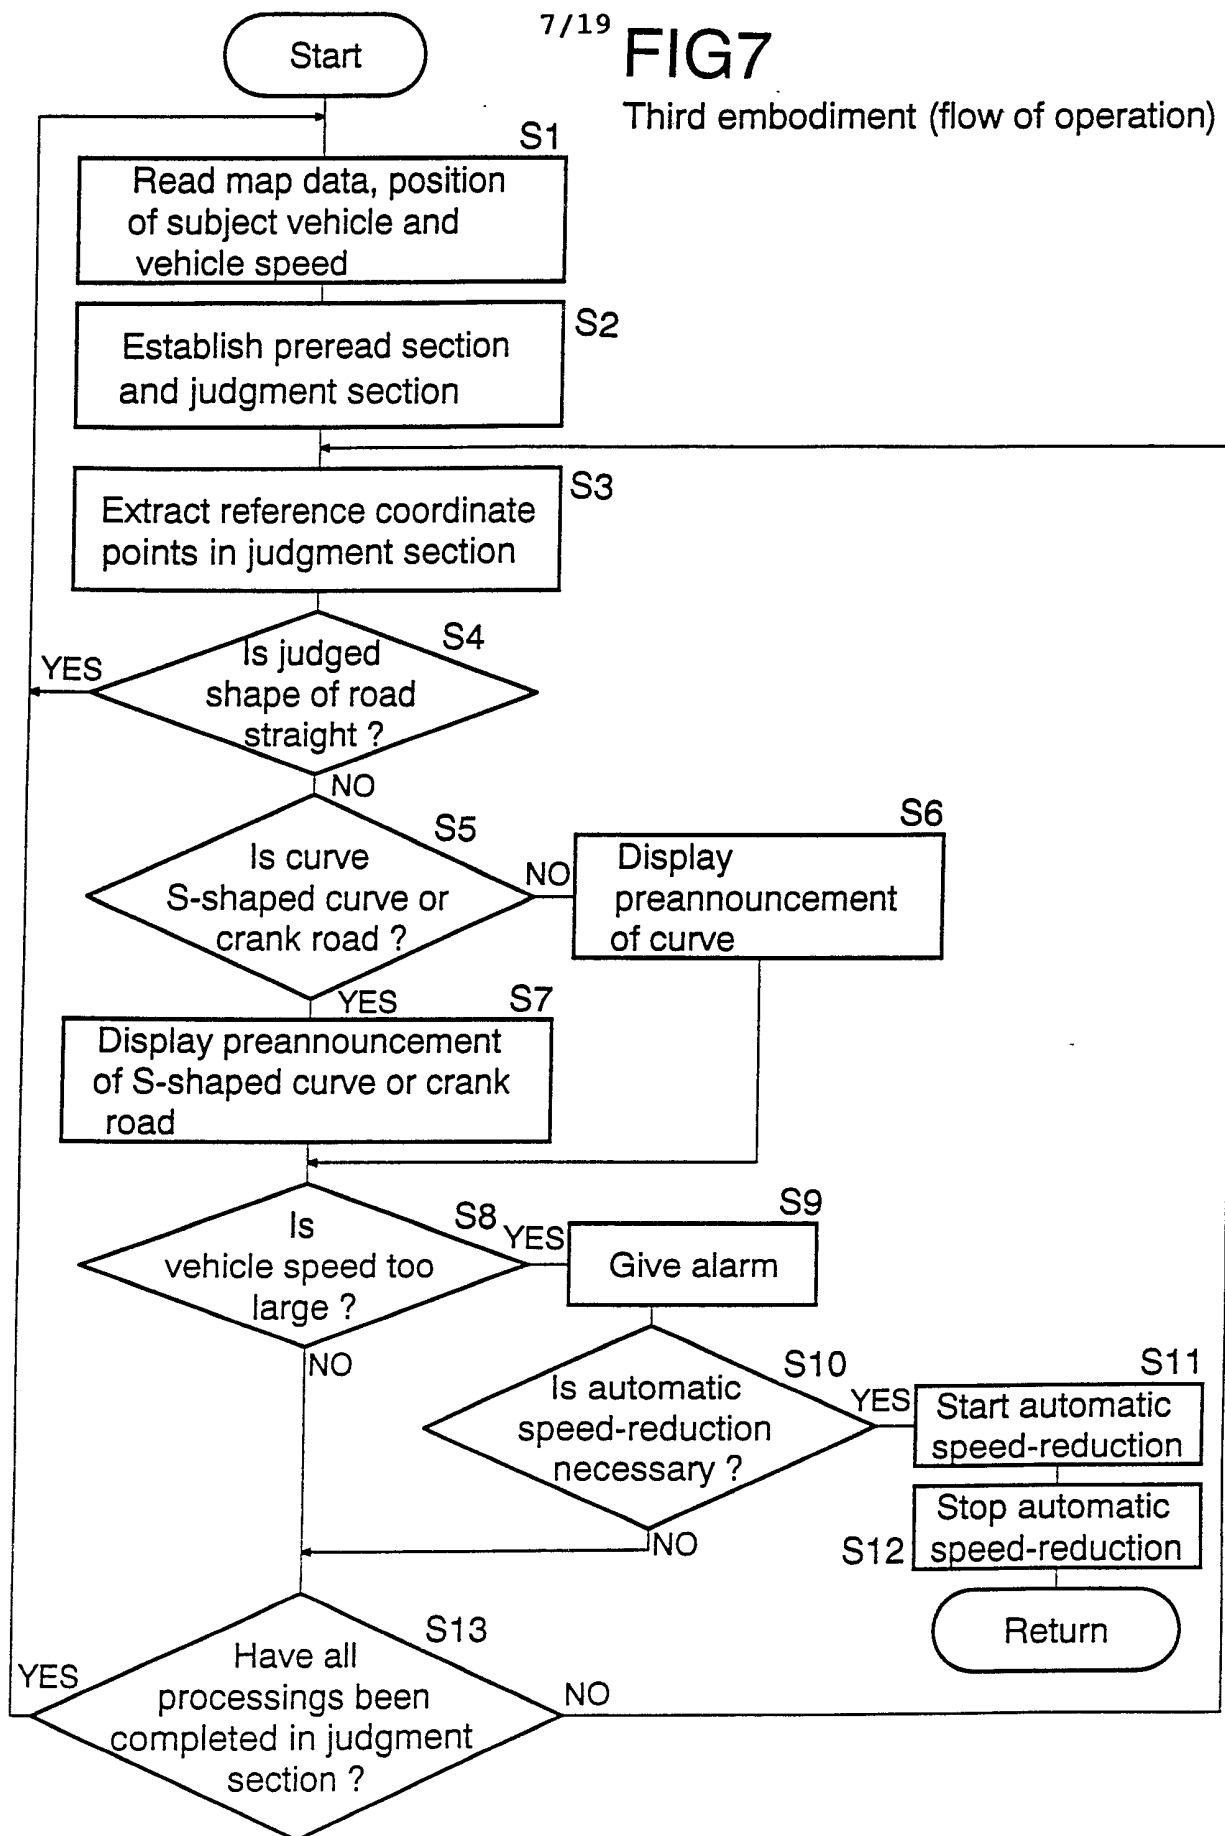 7/19
FIG7
Third embodiment (flow of operation)
Start
S1
Read map data, position
of subject vehicle and
vehicle speed
S2
Establish preread section
and judgment section
S3
Extract reference coordinate
points in judgment section
S4
Is judged
shape of road
straight ?
YES
NO
S5
Is curve
S-shaped curve or
crank road ?
NO
S6
Display
preannouncement
of curve
YES
S7
Display preannouncement
of S-shaped curve or crank
road
S8
Is
vehicle speed too
large ?
YES
S9
Give alarm
NO
S10
Is automatic
speed-reduction
necessary ?
YES
S11
Start automatic
speed-reduction
NO
S12
Stop automatic
speed-reduction
Return
S13
Have all
processings been
completed in judgment
section ?
YES
NO